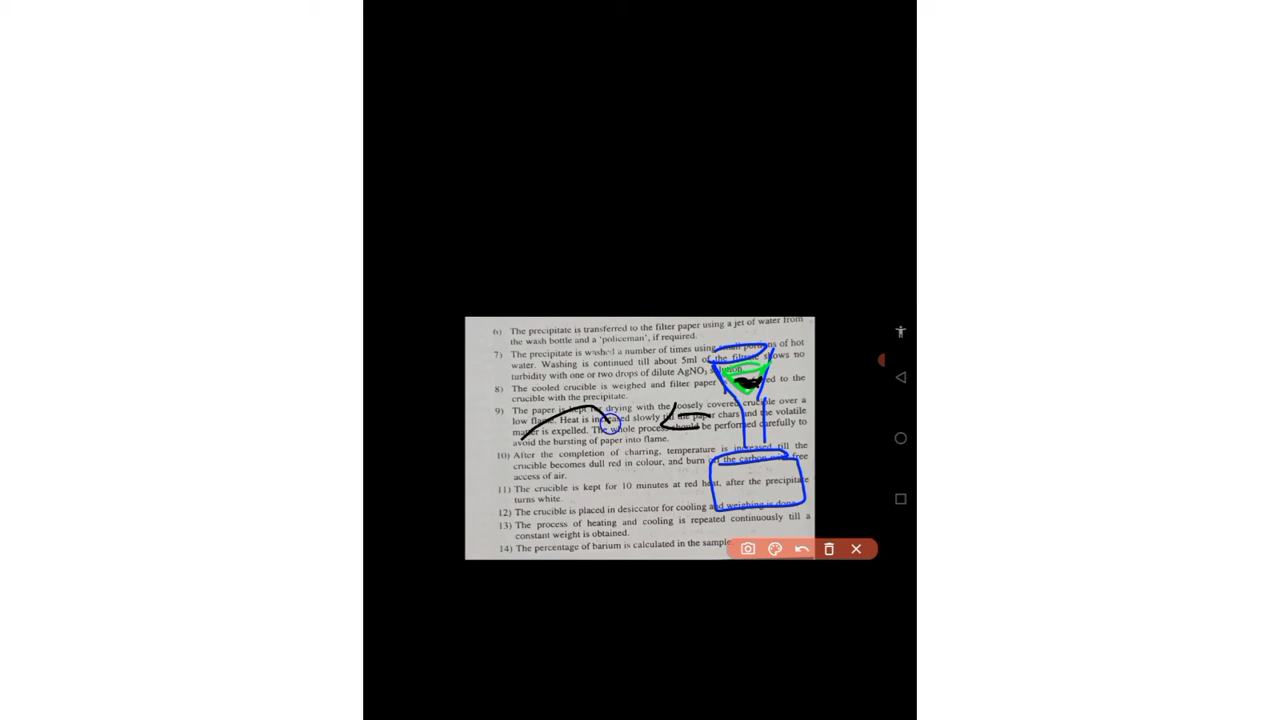 6) The precipitate is transferred to the filter paper using a jet of water from
the wash bottle and a 'policeman', if required.
7) The precipitate is washed a number of times using small portions of hot
water. Washing is continued till about 5ml of the filtrate shows no
turbidity with one or two drops of dilute AgNO3 solution.
8) The cooled crucible is weighed and filter paper to the
crucible with the precipitate.
9) The paper is kept for drying with the loosely covered crucible over a
low flame. Heat is increased slowly till the paper chars and the volatile
matter is expelled. The whole process should be performed carefully to
avoid the bursting of paper into flame.
10) After the completion of charring, temperature is increased till the
crucible becomes dull red in colour, and burn off the carbon with free
access of air.
11) The crucible is kept for 10 minutes at red heat, after the precipitate
turns white.
12) The crucible is placed in desiccator for cooling and weighing is done.
13) The process of heating and cooling is repeated continuously till a
constant weight is obtained.
14) The percentage of barium is calculated in the sample.